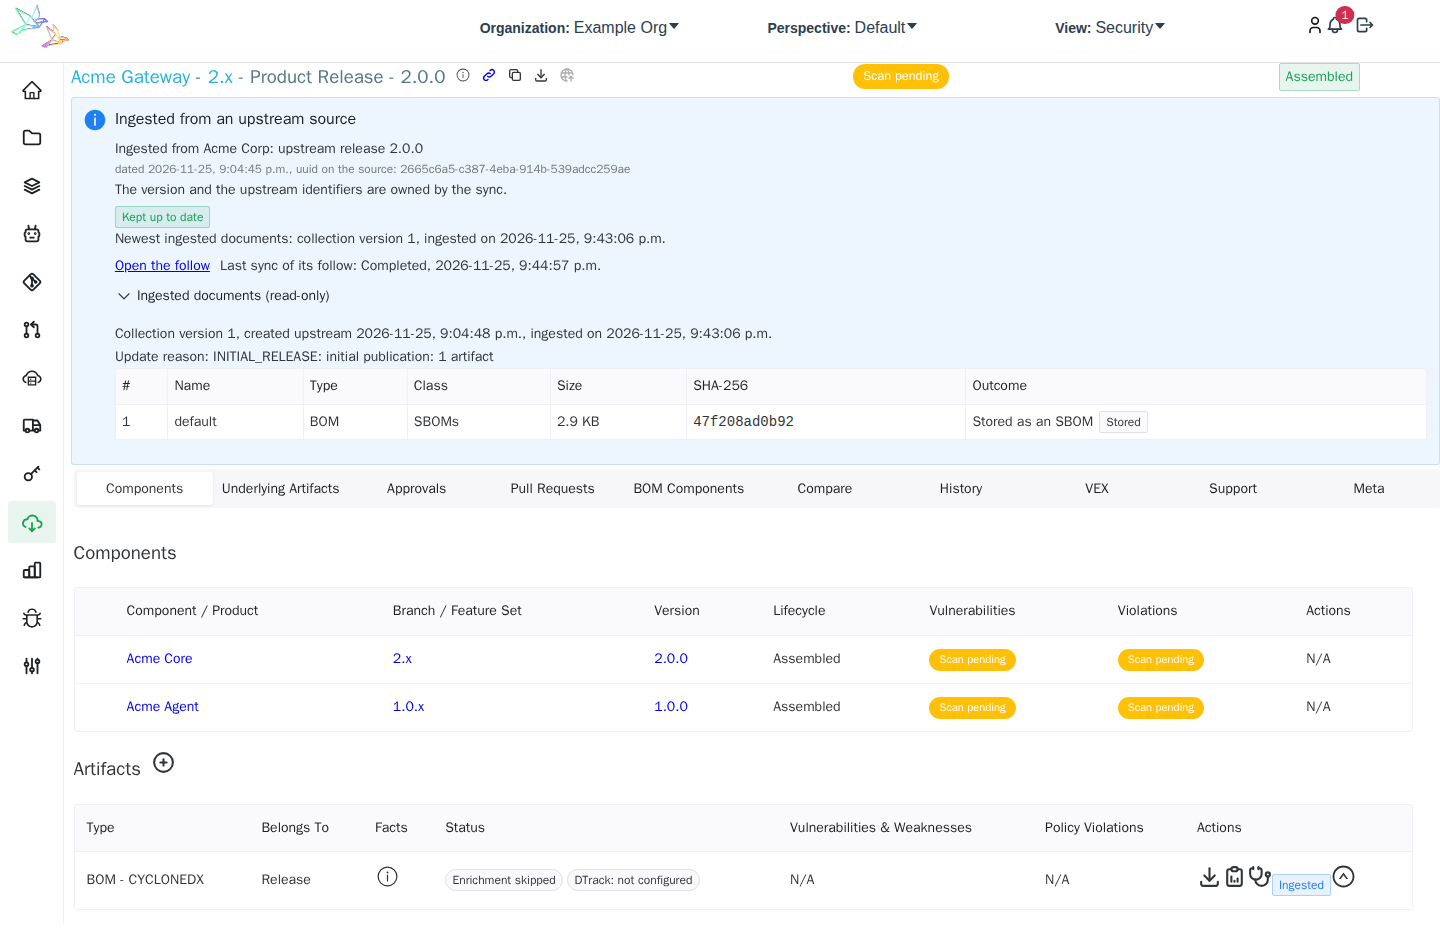 Organization: Example Org
Perspective: Default
View: Security
1
Acme Gateway - 2.x - Product Release - 2.0.0
Scan pending
Assembled
Ingested from an upstream source
Ingested from Acme Corp: upstream release 2.0.0
dated 2026-11-25, 9:04:45 p.m., uuid on the source: 2665c6a5-c387-4eba-914b-539adcc259ae
The version and the upstream identifiers are owned by the sync.
Kept up to date
Newest ingested documents: collection version 1, ingested on 2026-11-25, 9:43:06 p.m.
Open the follow Last sync of its follow: Completed, 2026-11-25, 9:44:57 p.m.
Ingested documents (read-only)
Collection version 1, created upstream 2026-11-25, 9:04:48 p.m., ingested on 2026-11-25, 9:43:06 p.m.
Update reason: INITIAL_RELEASE: initial publication: 1 artifact
# Name Type Class Size SHA-256 Outcome
1 default BOM SBOMs 2.9 KB 47f208ad0b92 Stored as an SBOM Stored
Components Underlying Artifacts Approvals Pull Requests BOM Components Compare History VEX Support Meta
Components
Component / Product Branch / Feature Set Version Lifecycle Vulnerabilities Violations Actions
Acme Core 2.x 2.0.0 Assembled Scan pending Scan pending N/A
Acme Agent 1.0.x 1.0.0 Assembled Scan pending Scan pending N/A
Artifacts
Type Belongs To Facts Status Vulnerabilities & Weaknesses Policy Violations Actions
BOM - CYCLONEDX Release Enrichment skipped DTrack: not configured N/A N/A Ingested